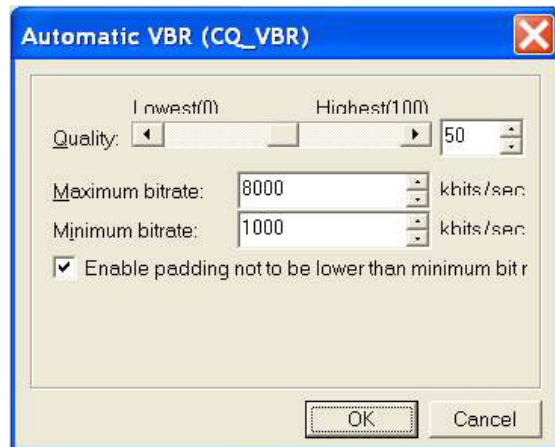 Automatic VBR (CQ_VBR)
Lowest(0) Highest(100)
Quality: 50
Maximum bitrate: 8000 kbits/sec
Minimum bitrate: 1000 kbits/sec
Enable padding not to be lower than minimum bit r
OK Cancel